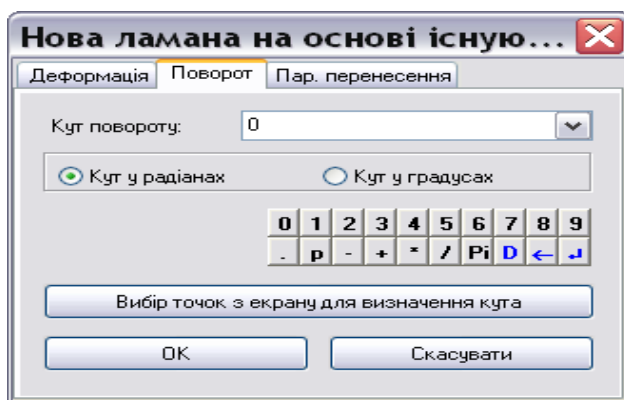 Нова ламана на основі існую...
Деформація Поворот Пар. перенесення
Кут повороту: 0
Кут у радіанах Кут у градусах
0 1 2 3 4 5 6 7 8 9
. p - + * / Pi D ← ↲
Вибір точок з екрану для визначення кута
OK Скасувати